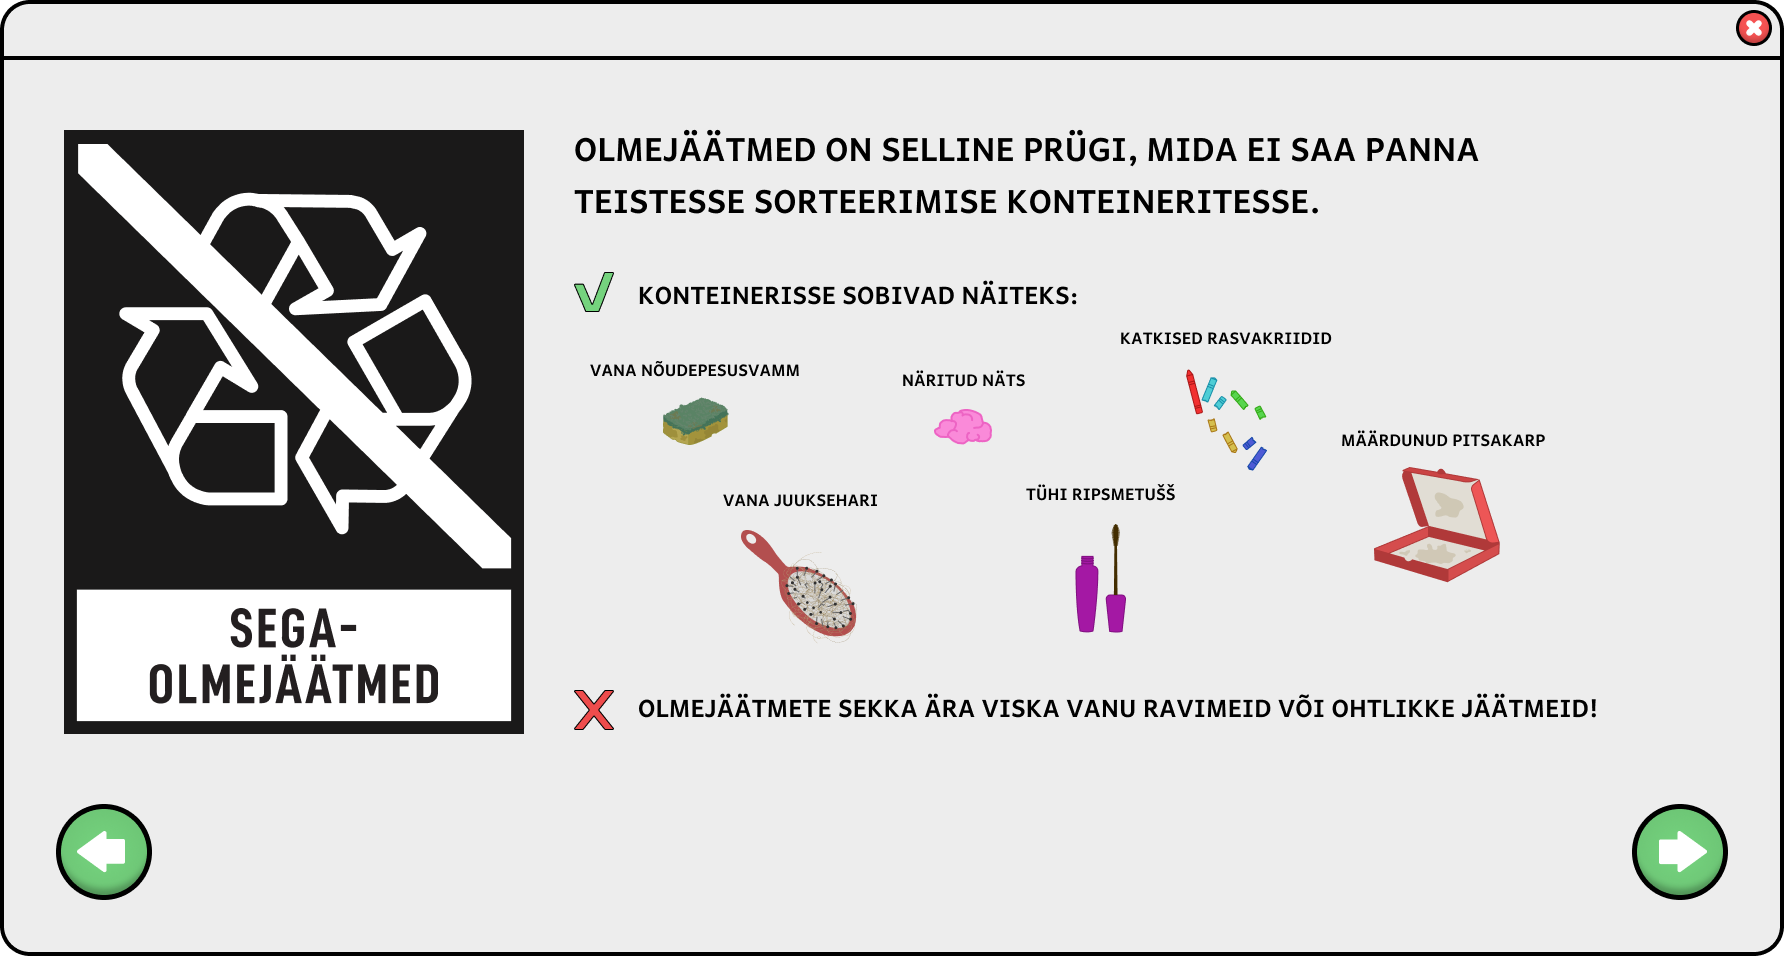 SEGA-
OLMEJÄÄTMED
OLMEJÄÄTMED ON SELLINE PRÜGI, MIDA EI SAA PANNA
TEISTESSE SORTEERIMISE KONTEINERITESSE.
KONTEINERISSE SOBIVAD NÄITEKS:
VANA NÕUDEPESUSVAMM
NÄRITUD NÄTS
KATKISED RASVAKRIIDID
MÄÄRDUNUD PITSAKARP
VANA JUUKSEHARI
TÜHI RIPSMETUŠŠ
OLMEJÄÄTMETE SEKKA ÄRA VISKA VANU RAVIMEID VÕI OHTLIKKE JÄÄTMEID!